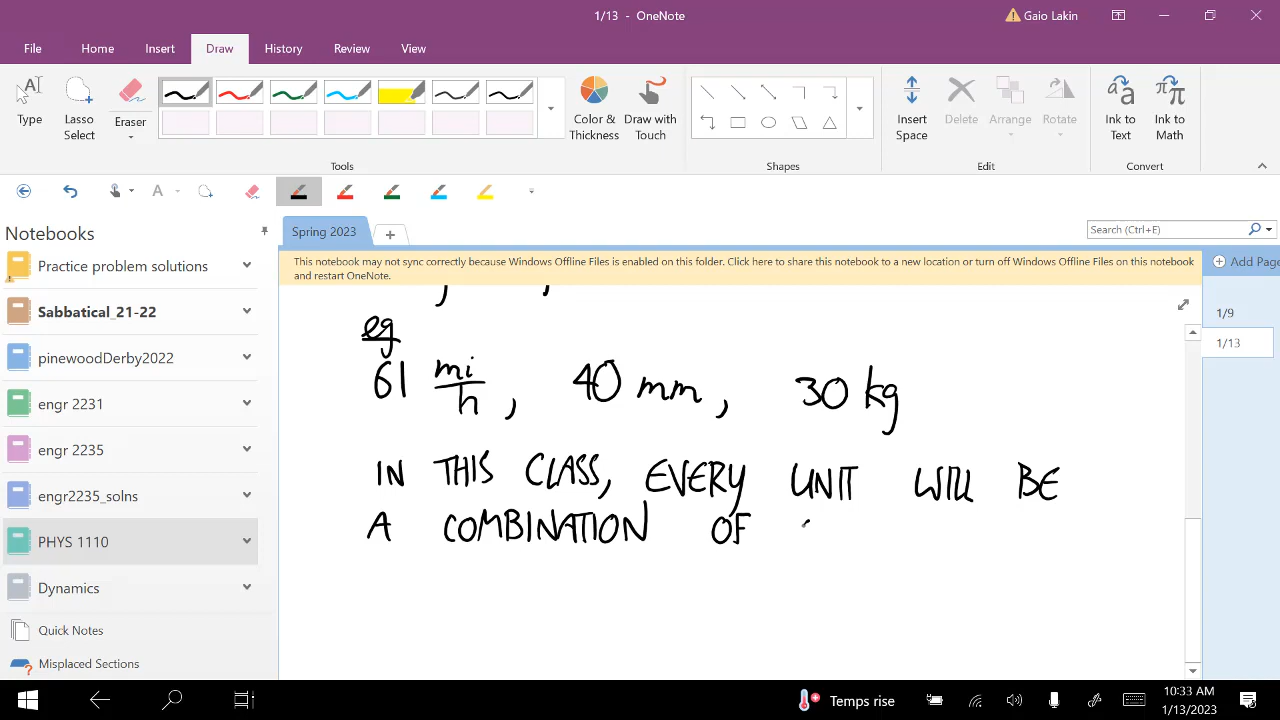 1/13 - OneNote
Gaio Lakin
File Home Insert Draw History Review View
Type
Lasso Select
Eraser
Color & Thickness
Draw with Touch
Insert Space
Delete
Arrange
Rotate
Ink to Text
Ink to Math
Tools
Shapes
Edit
Convert
Notebooks
Practice problem solutions
Sabbatical_21-22
pinewoodDerby2022
engr 2231
engr 2235
engr2235_solns
PHYS 1110
Dynamics
Quick Notes
Misplaced Sections
Spring 2023
Search (Ctrl+E)
This notebook may not sync correctly because Windows Offline Files is enabled on this folder. Click here to share this notebook to a new location or turn off Windows Offline Files on this notebook
and restart OneNote.
Add Page
1/9
1/13
eg
61 mi/h, 40 mm, 30 kg
IN THIS CLASS, EVERY UNIT WILL BE
A COMBINATION OF
Temps rise
10:33 AM
1/13/2023